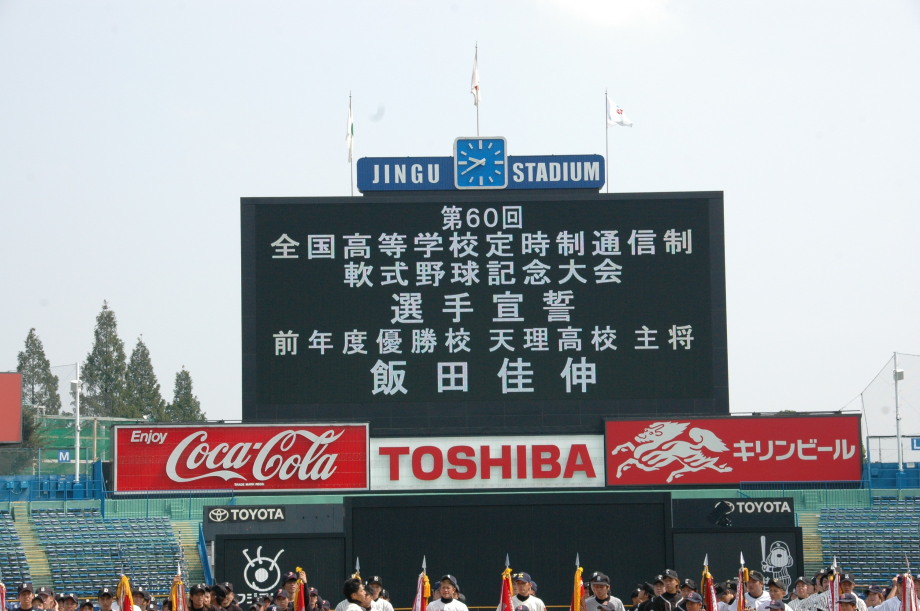 JINGU STADIUM
第60回
全国高等学校定時制通信制
軟式野球記念大会
選手宣誓
前年度優勝校 天理高校 主将
飯田佳伸
Enjoy
Coca-Cola
TRADE MARK REG
TOSHIBA
キリンビール
TOYOTA
TOYOTA
M